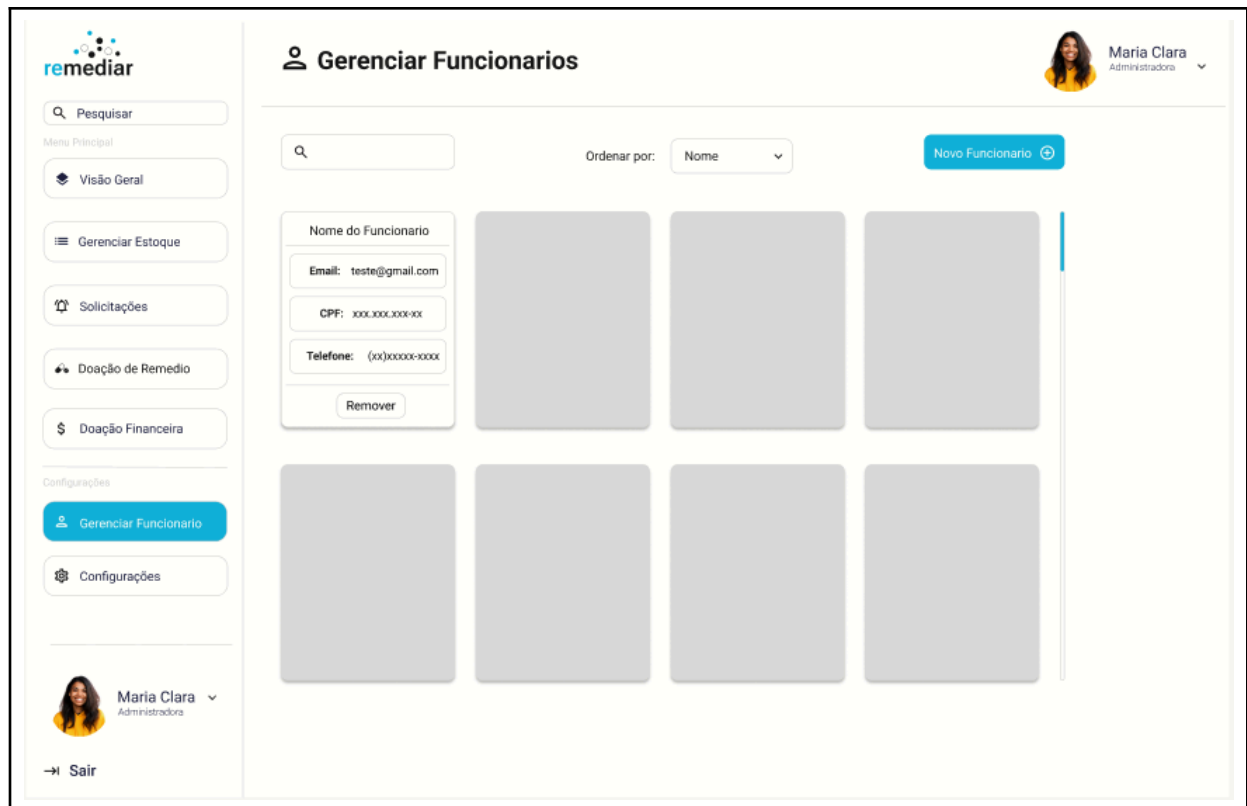 remediar
Pesquisar
Menu Principal
Visão Geral
Gerenciar Estoque
Solicitações
Doação de Remedio
Doação Financeira
Configurações
Gerenciar Funcionario
Configurações
Maria Clara
Administradora
Sair
Gerenciar Funcionarios
Maria Clara
Administradora
Ordenar por: Nome
Novo Funcionario
Nome do Funcionario
Email: teste@gmail.com
CPF: xxx.xxx.xxx-xx
Telefone: (xx)xxxxx-xxxx
Remover